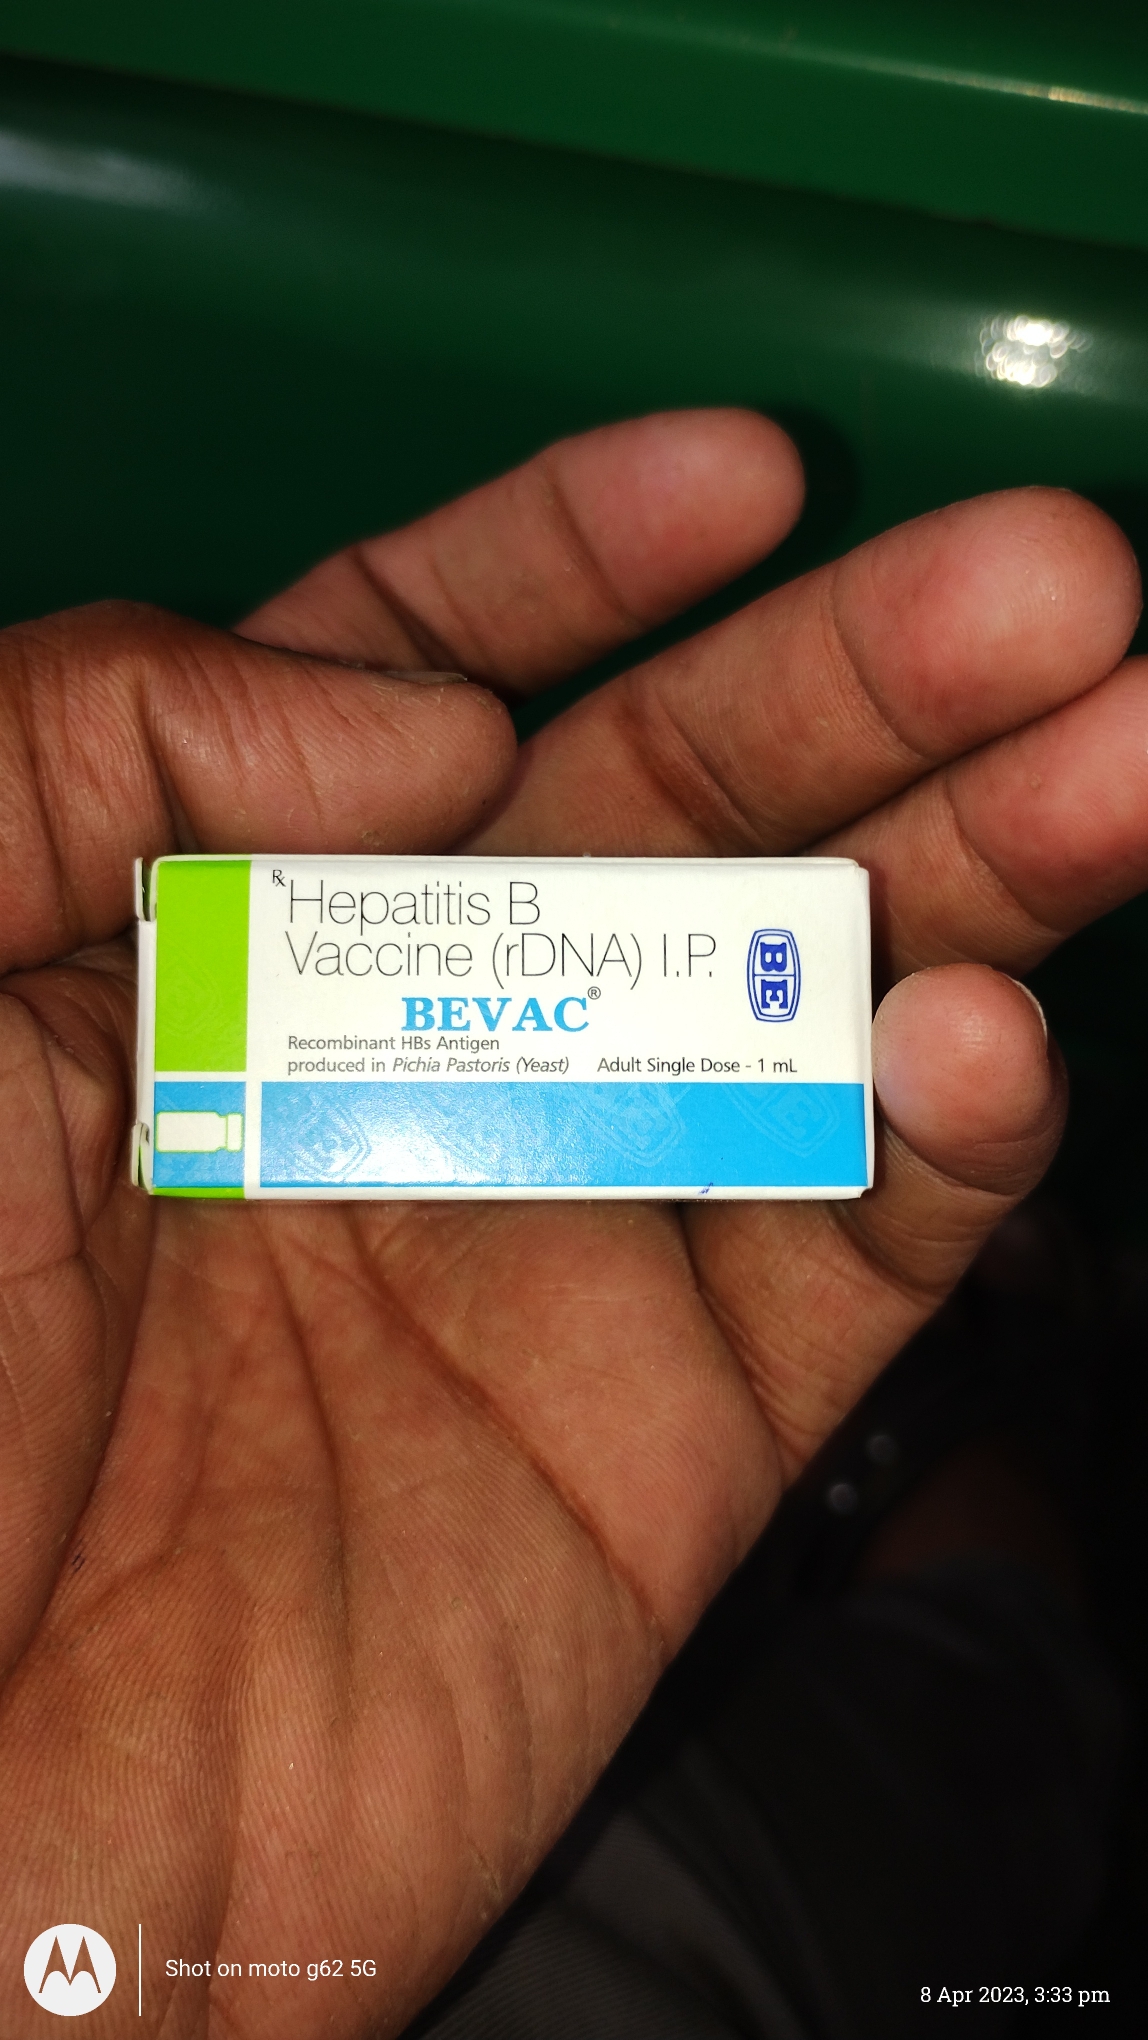 Rx Hepatitis B
Vaccine (rDNA) I.P.
BEVAC®
Recombinant HBs Antigen
produced in Pichia Pastoris (Yeast) Adult Single Dose - 1 mL
BE
Shot on moto g62 5G
8 Apr 2023, 3:33 pm